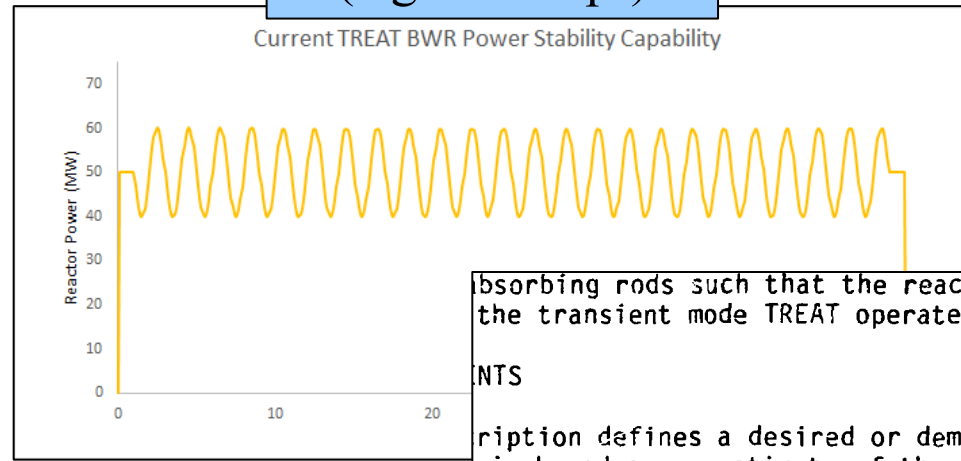 Current TREAT BWR Power Stability Capability
Reactor Power (MW)
70
60
50
40
30
20
10
0
0
10
20
absorbing rods such that the reac
the transient mode TREAT operate
NTS
ription defines a desired or dem